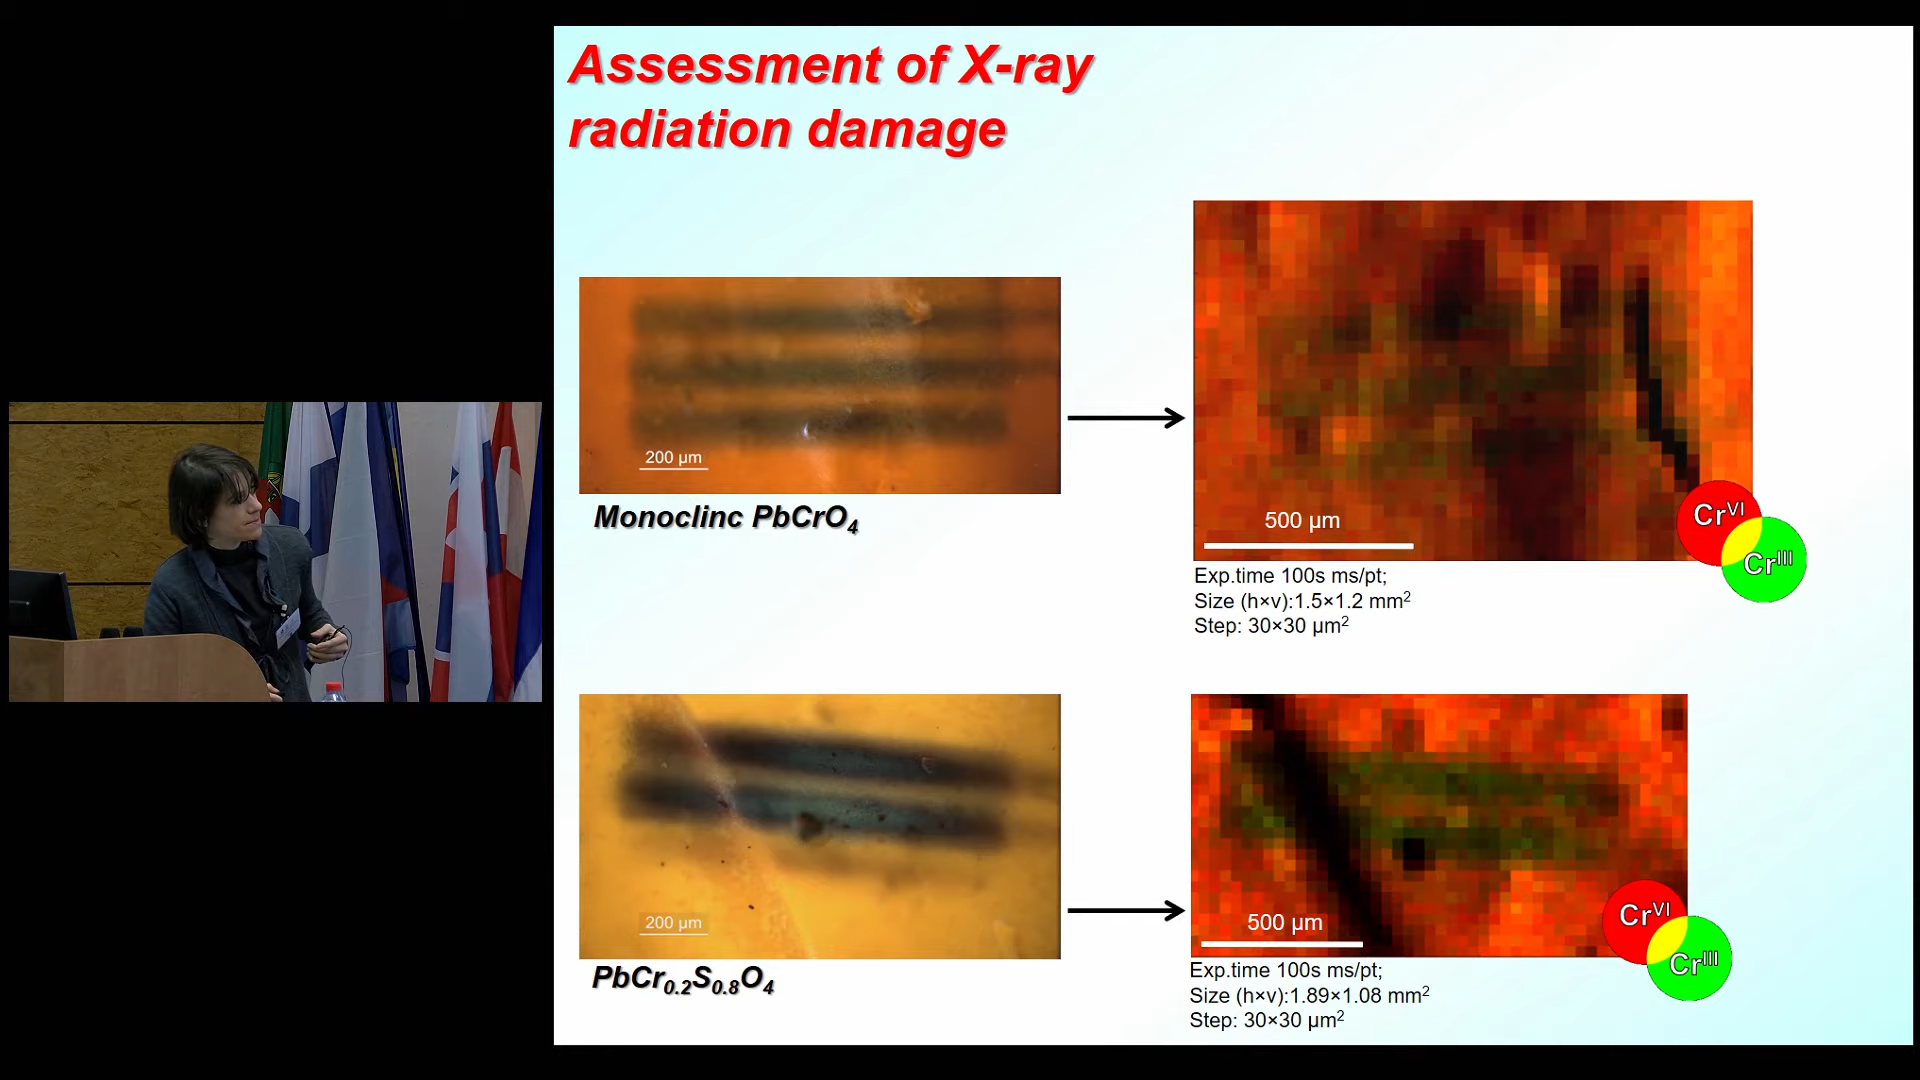 Assessment of X-ray
radiation damage
200 µm
Monoclinc PbCrO4
500 µm
CrVI
CrIII
Exp.time 100s ms/pt;
Size (h×v):1.5×1.2 mm2
Step: 30×30 µm2
200 µm
PbCr0.2S0.8O4
500 µm
CrVI
CrIII
Exp.time 100s ms/pt;
Size (h×v):1.89×1.08 mm2
Step: 30×30 µm2